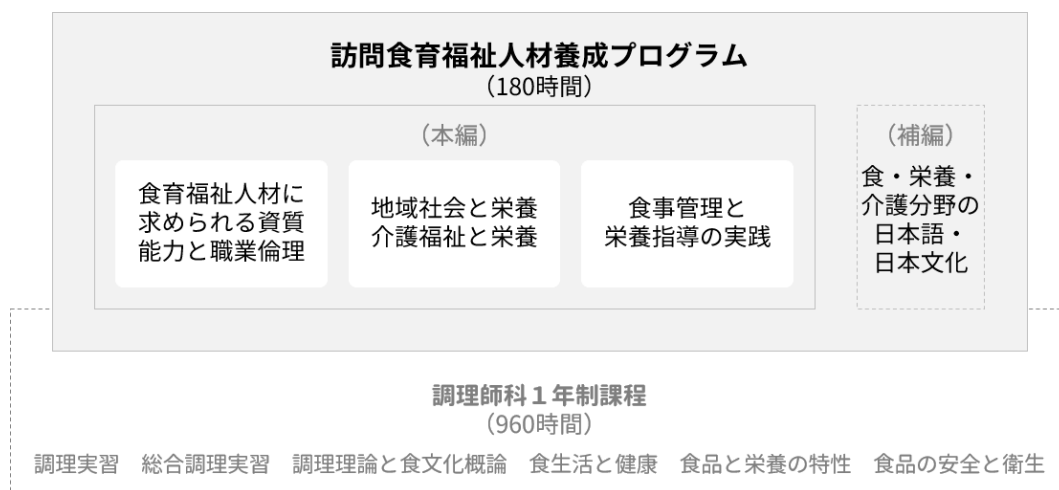 訪問食育福祉人材養成プログラム
（180時間）
（本編）
食育福祉人材に
求められる資質
能力と職業倫理
地域社会と栄養
介護福祉と栄養
食事管理と
栄養指導の実践
（補編）
食・栄養・
介護分野の
日本語・
日本文化
調理師科１年制課程
（960時間）
調理実習　総合調理実習　調理理論と食文化概論　食生活と健康　食品と栄養の特性　食品の安全と衛生